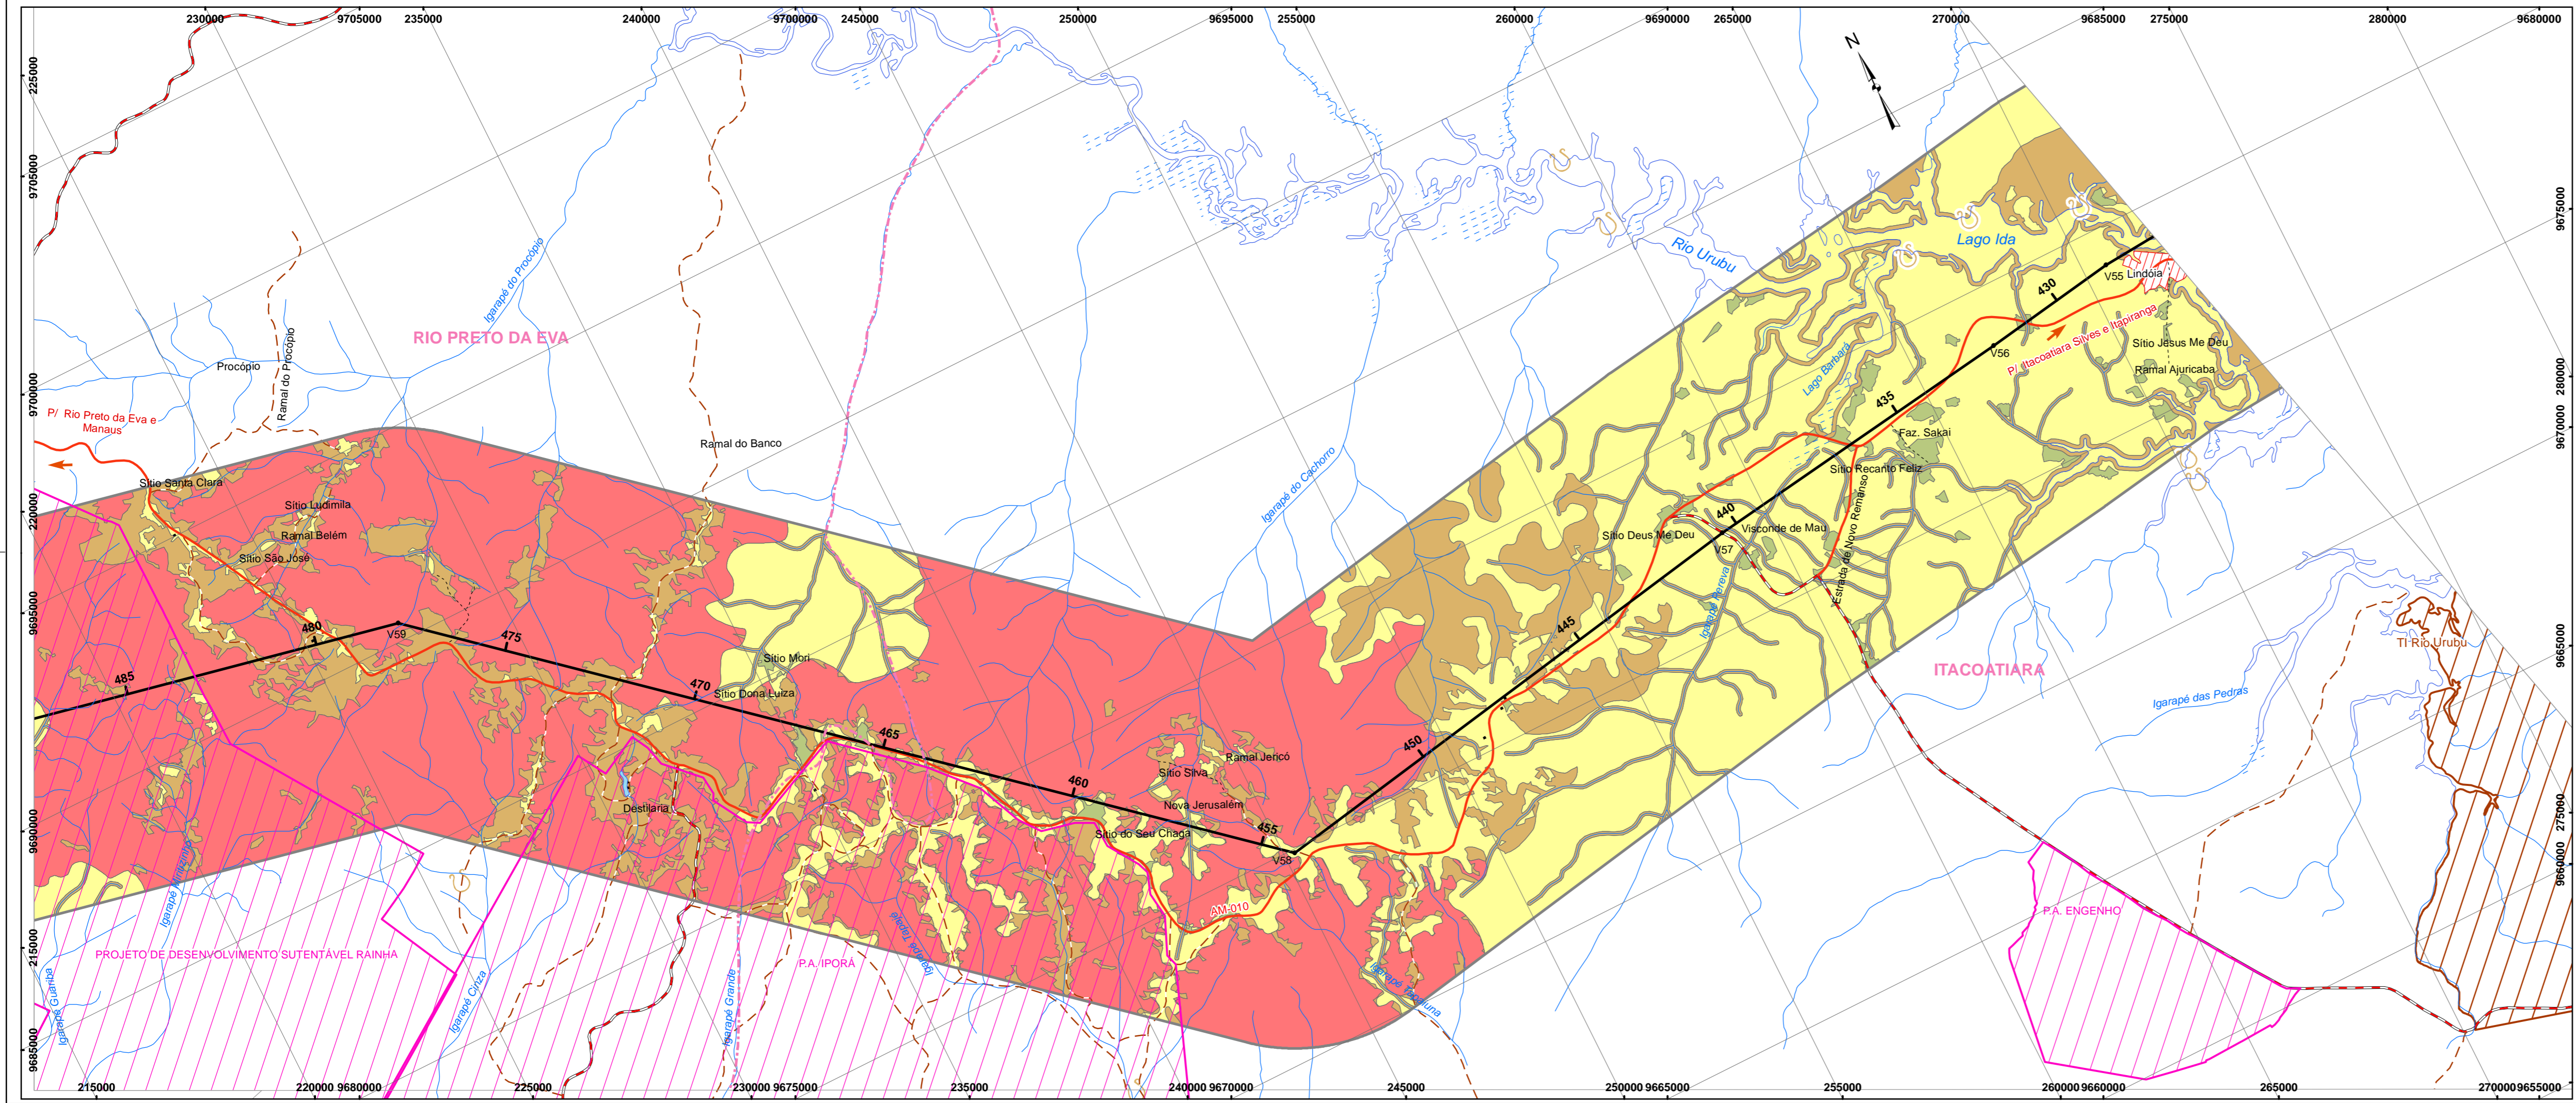 230000
9705000
235000
240000
9700000
245000
250000
9695000
255000
260000
9690000
265000
270000
9685000
275000
280000
9680000
N
225000
9705000
9700000
220000
9695000
9690000
215000
9685000
9675000
280000
9670000
9665000
275000
9660000
RIO PRETO DA EVA
Igarapé do Procópio
Procópio
Ramal do Procópio
P/ Rio Preto da Eva e
Manaus
Ramal do Banco
Rio Urubu
Lago Ida
V55
Lindóia
430
P/ Itacoatiara Silves e Itapiranga
V56
Sítio Jesus Me Deu
Ramal Ajuricaba
Lago Barbará
435
Faz. Sakai
Sítio Recanto Feliz
Estrada de Novo Remanso
Igarapé do Cachorro
Sítio Santa Clara
Sítio Ludimila
Ramal Belém
Sítio São José
440
Visconde de Mau
Sítio Deus Me Deu
V57
Igarapé Pereva
480
V59
475
445
TI Rio Urubu
ITACOATIARA
Sítio Mori
485
470
Sítio Dona Luiza
Igarapé das Pedras
465
450
Ramal Jericó
Sítio Silva
460
Nova Jerusalém
Destilaria
455
Sítio do Seu Chaga
V58
AM-010
P.A. ENGENHO
PROJETO DE DESENVOLVIMENTO SUTENTÁVEL RAINHA
P.A. IPORÁ
Igarapé Guariba
Igarapé Cinza
Igarapé Grande
215000
220000
9680000
225000
230000
9675000
235000
240000
9670000
245000
250000
9665000
255000
260000
9660000
265000
270000
9655000